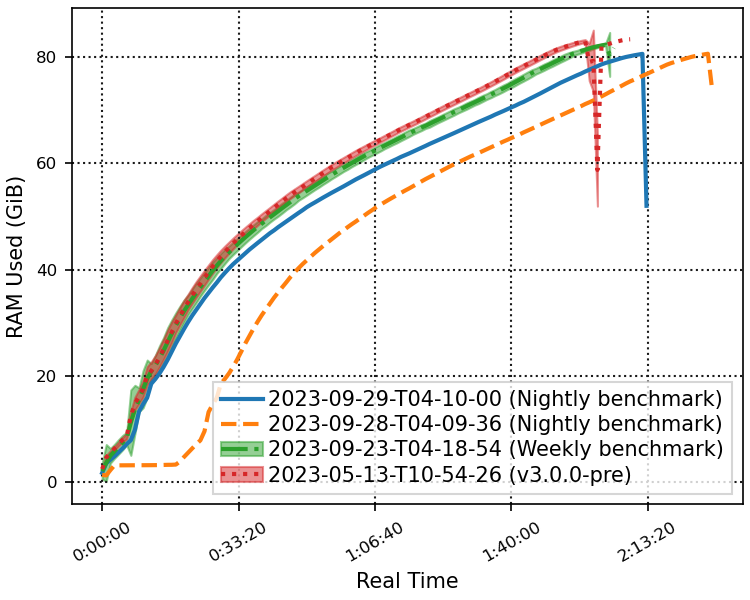 80
60
40
20
0
RAM Used (GiB)
2023-09-29-T04-10-00 (Nightly benchmark)
2023-09-28-T04-09-36 (Nightly benchmark)
2023-09-23-T04-18-54 (Weekly benchmark)
2023-05-13-T10-54-26 (v3.0.0-pre)
0:00:00
0:33:20
1:06:40
1:40:00
2:13:20
Real Time